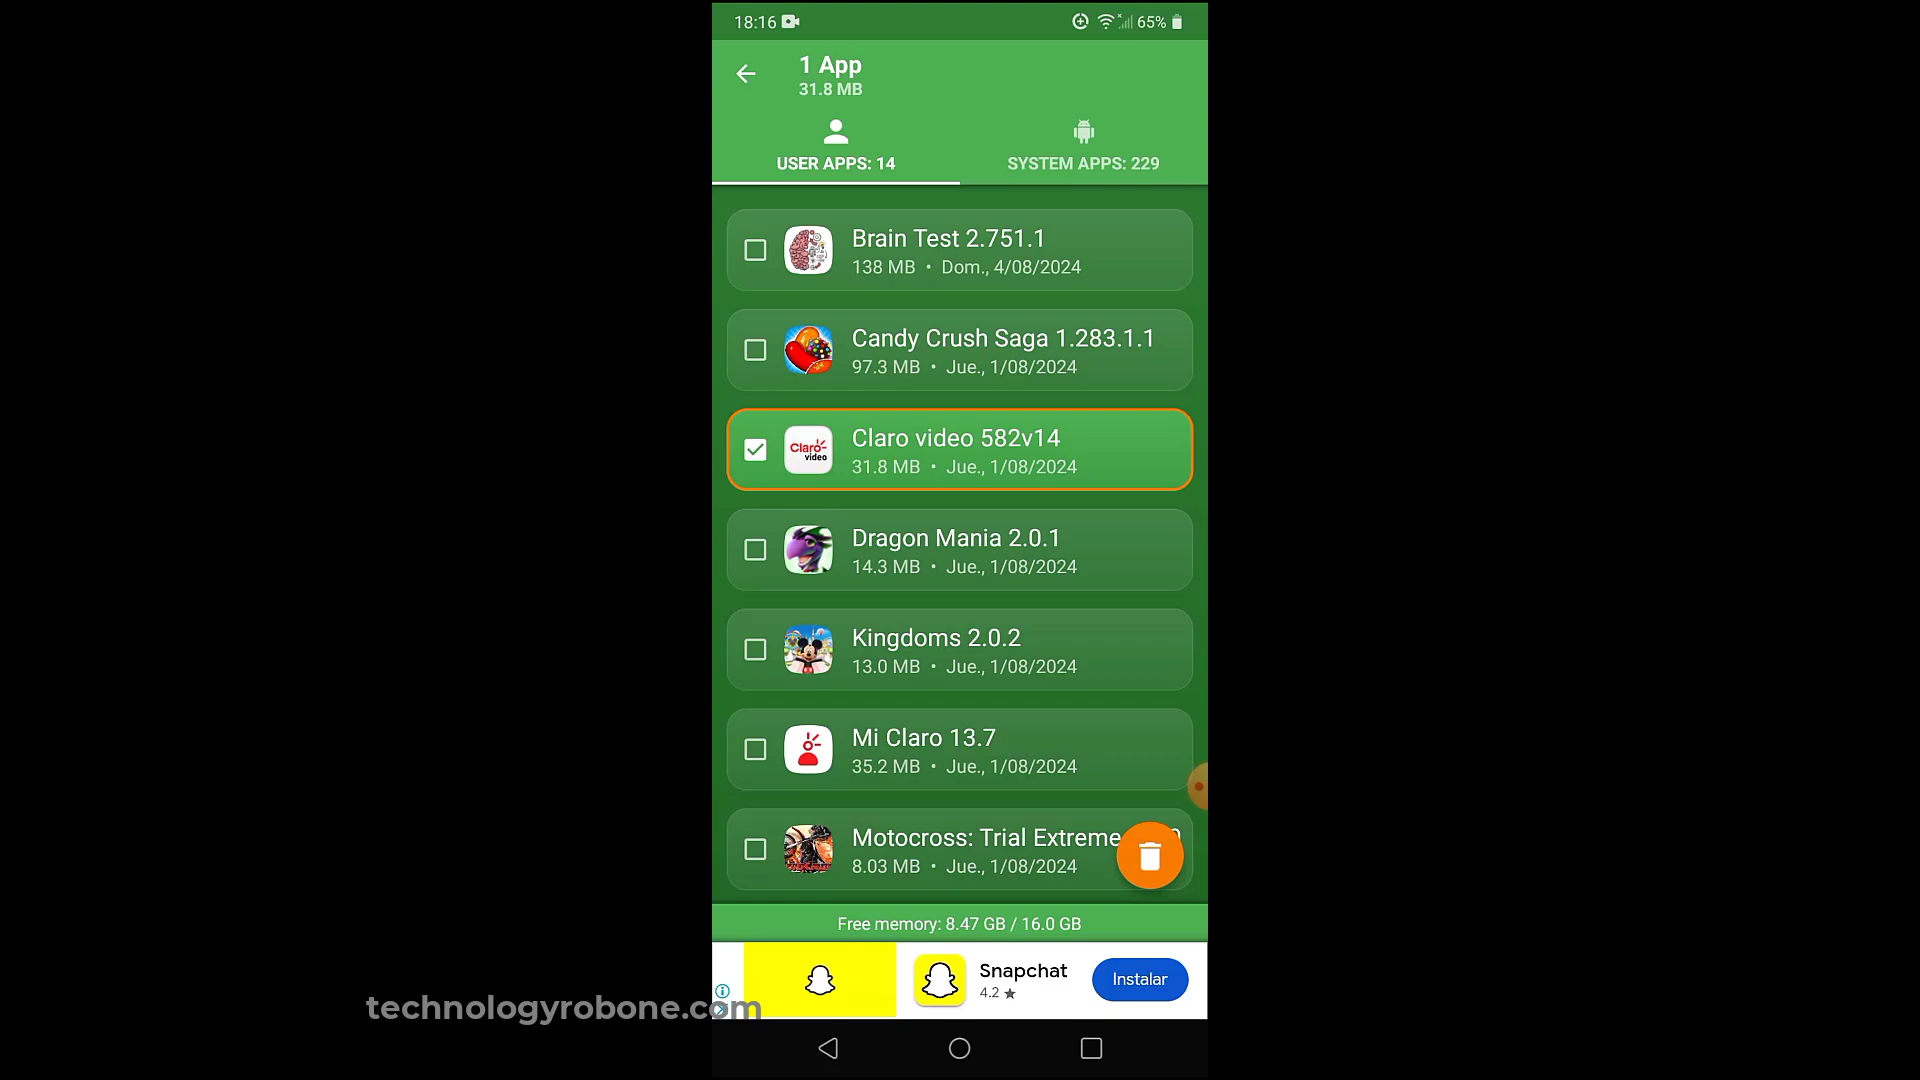 18:16
65%
1 App
31.8 MB
USER APPS: 14
SYSTEM APPS: 229
Brain Test 2.751.1
138 MB • Dom., 4/08/2024
Candy Crush Saga 1.283.1.1
97.3 MB • Jue., 1/08/2024
Claro video
Claro video 582v14
31.8 MB • Jue., 1/08/2024
Dragon Mania 2.0.1
14.3 MB • Jue., 1/08/2024
Kingdoms 2.0.2
13.0 MB • Jue., 1/08/2024
Mi Claro 13.7
35.2 MB • Jue., 1/08/2024
Motocross: Trial Extreme
8.03 MB • Jue., 1/08/2024
Free memory: 8.47 GB / 16.0 GB
Snapchat
4.2 ★
Instalar
technologyrobone.com